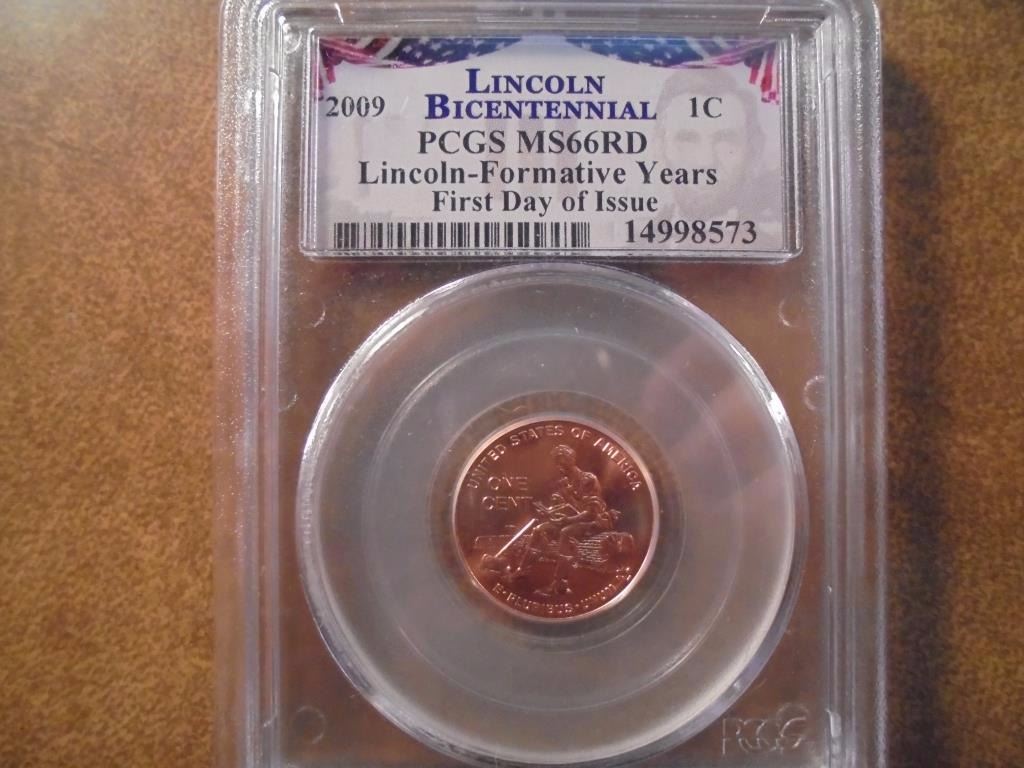 LINCOLN
2009 BICENTENNIAL 1C
PCGS MS66RD
Lincoln-Formative Years
First Day of Issue
14998573
UNITED STATES OF AMERICA
ONE
CENT
E·PLURIBUS·UNUM
PCGS